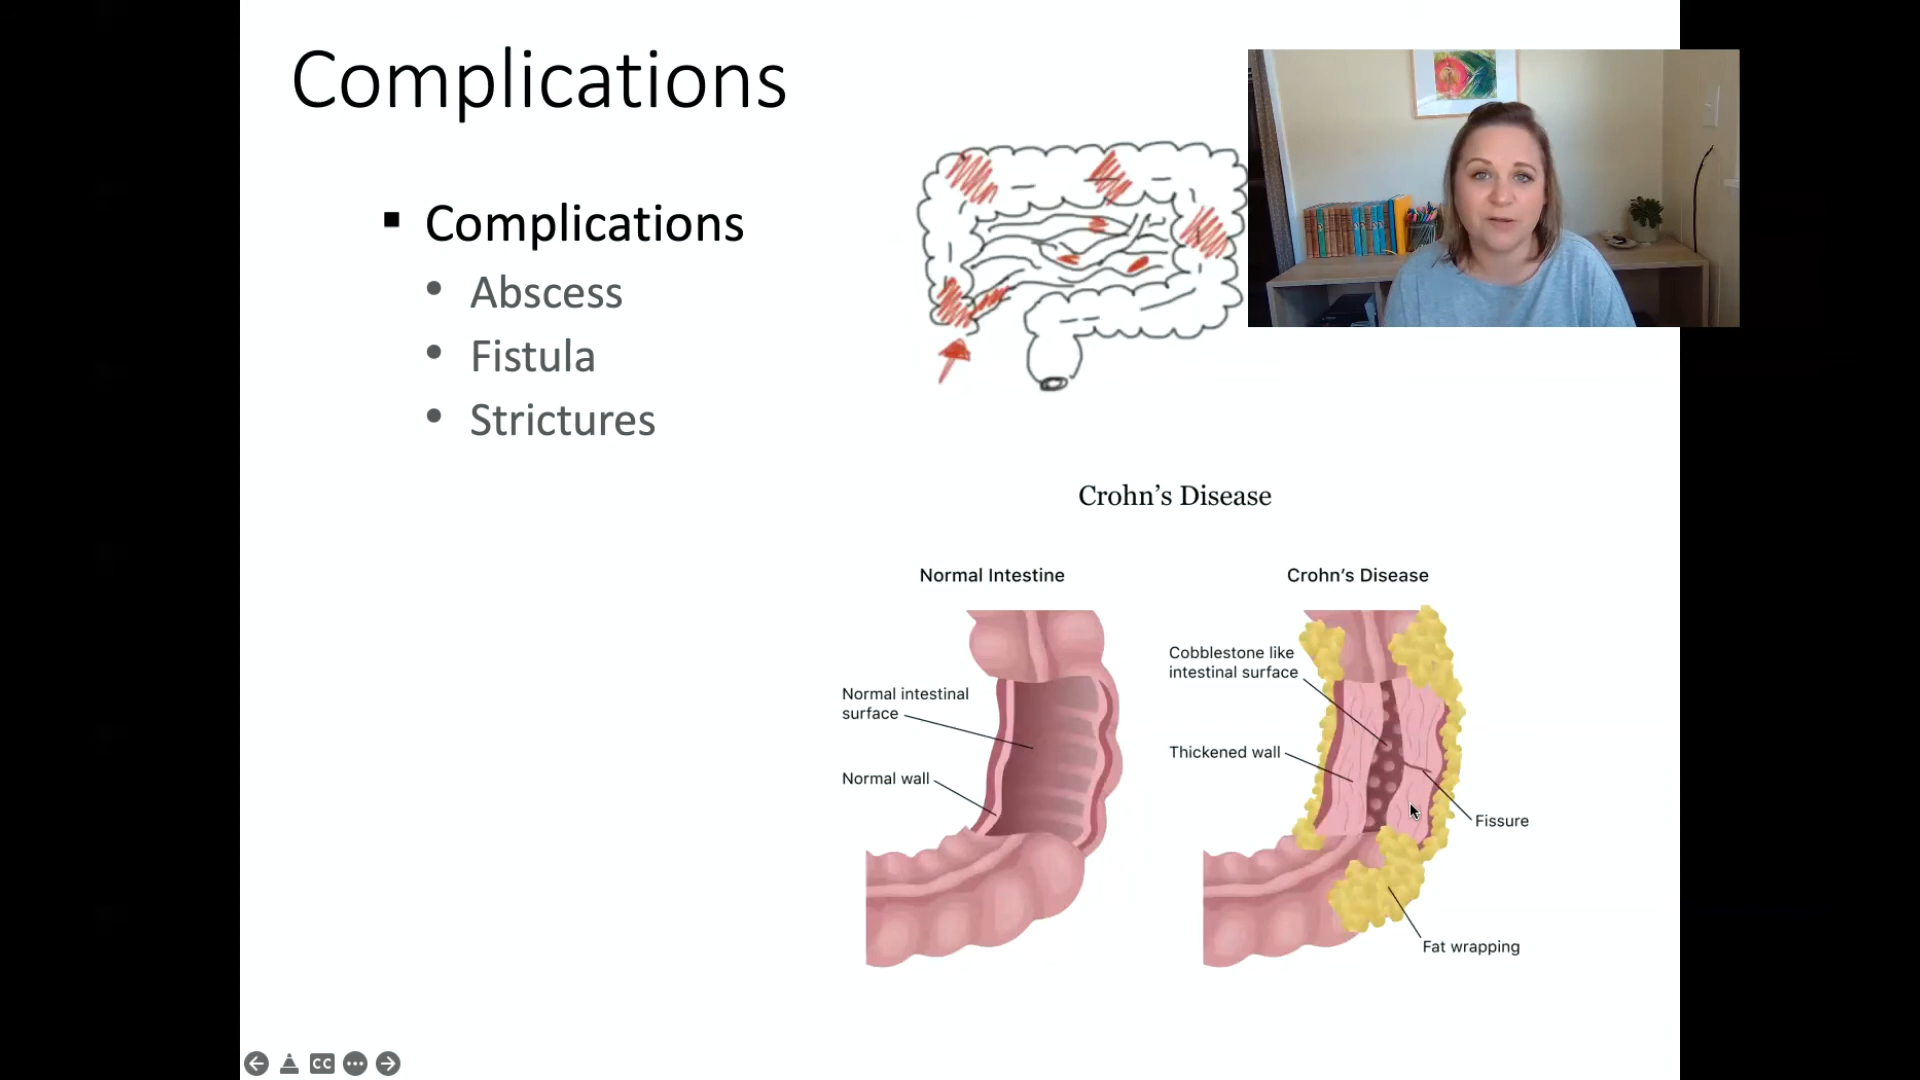 Complications
Complications
Abscess
Fistula
Strictures
Crohn’s Disease
Normal Intestine
Normal intestinal
surface
Normal wall
Crohn’s Disease
Cobblestone like
intestinal surface
Thickened wall
Fissure
Fat wrapping
CC